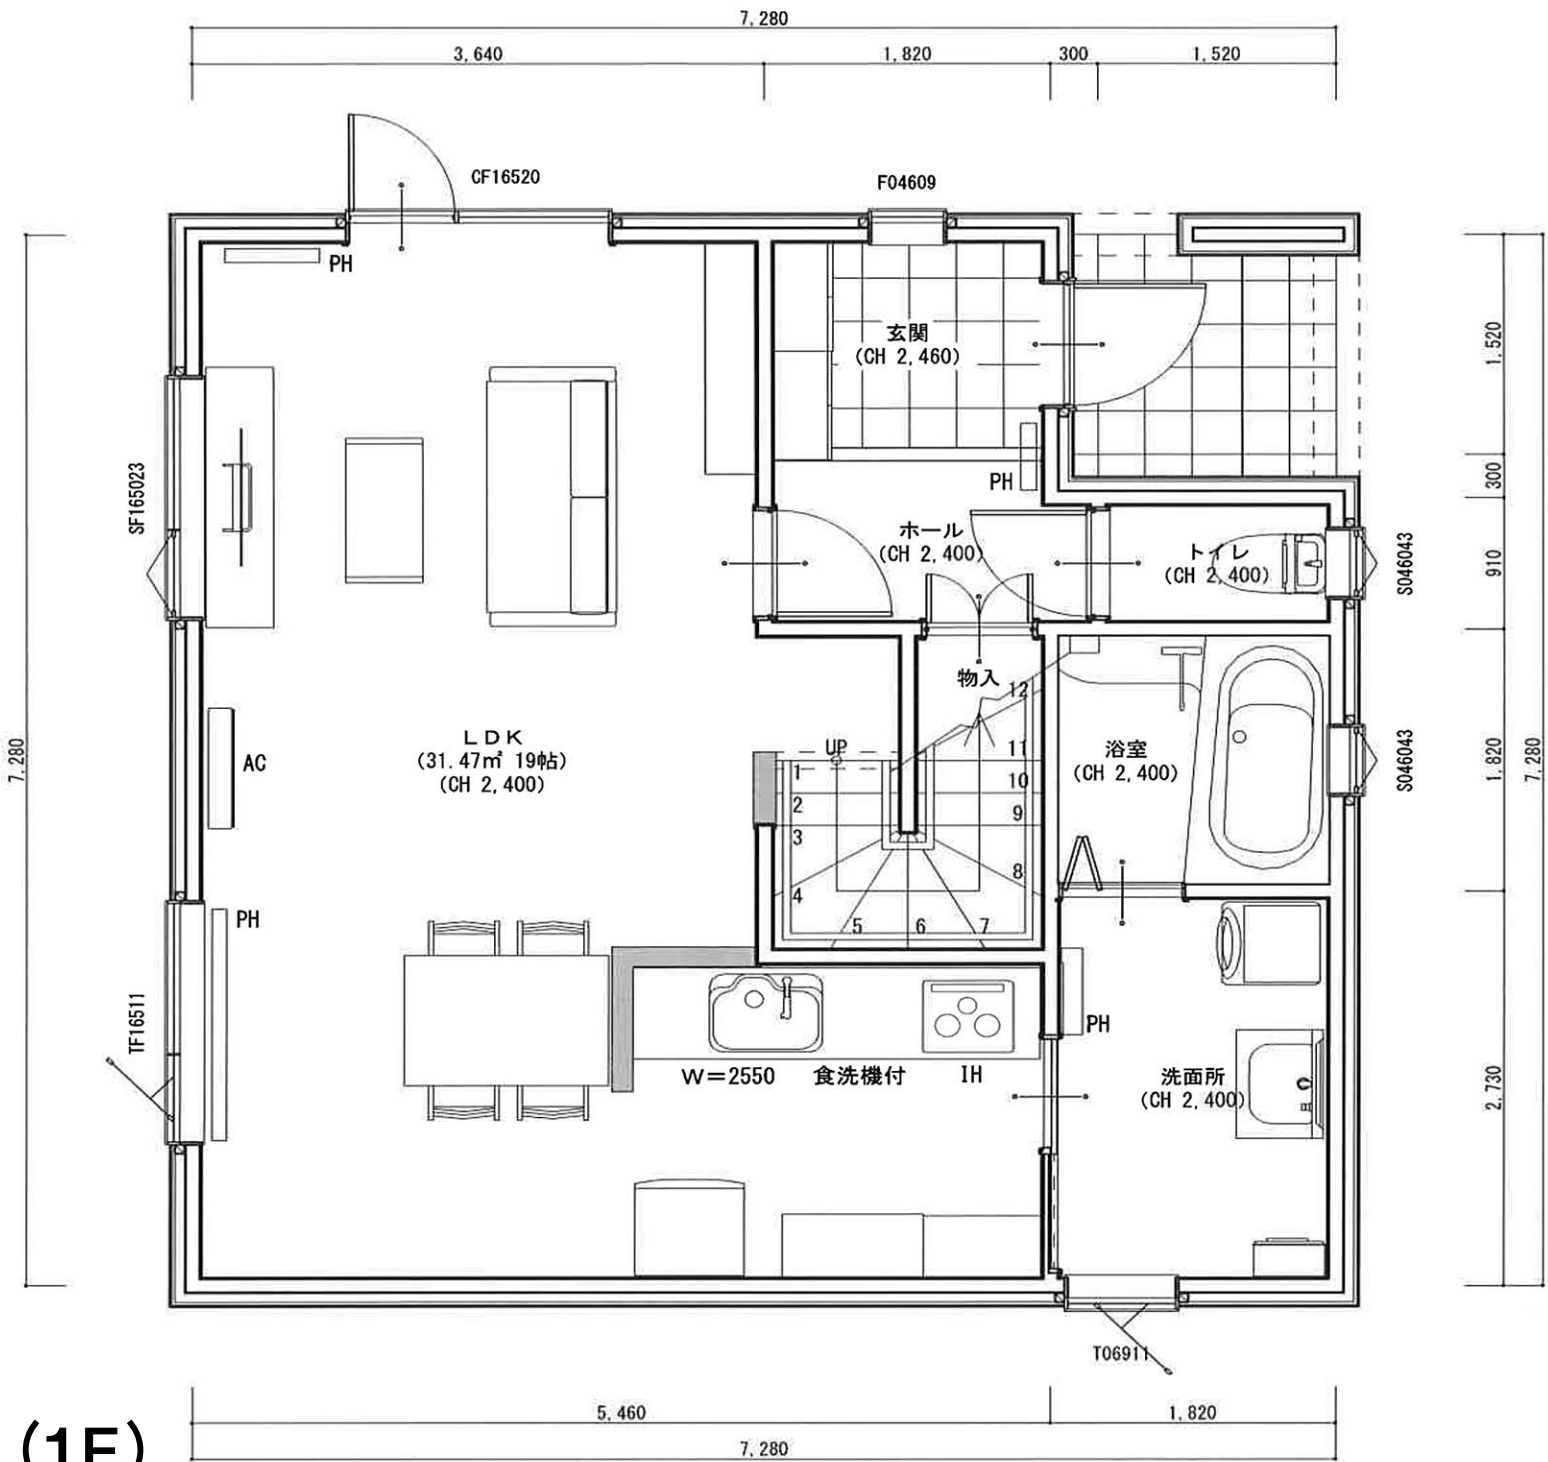 7,280
3,640
1,820
300
1,520
CF16520
F04609
PH
玄関
(CH 2,460)
1,520
SF165023
PH
300
ホール
(CH 2,400)
トイレ
(CH 2,400)
S046043
910
物入
12
LDK
(31.47㎡ 19帖)
(CH 2,400)
AC
UP
1
2
3
4
5
6
7
8
9
10
11
浴室
(CH 2,400)
S046043
1,820
7,280
7,280
PH
TF16511
PH
W=2550
食洗機付
IH
洗面所
(CH 2,400)
2,730
T06911
5,460
1,820
7,280
(1F)